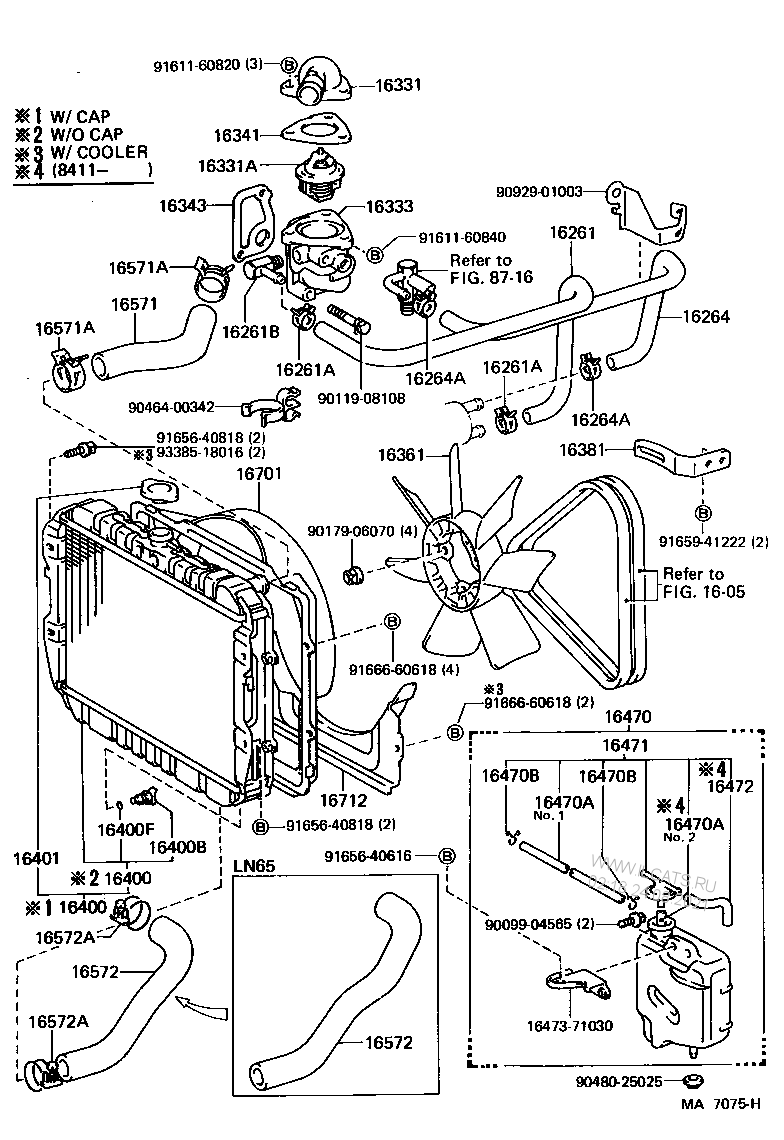 91611-60820 (3) B
16331
※1 W/ CAP
※2 W/O CAP
※3 W/ COOLER
※4 (8411-      )
16341
16331A
90929-01003
16343
16333
B 91611-60840
16261
Refer to
FIG. 87-16
16571A
16571
16571A
16261B
16264
16261A
16264A
16261A
90119-08108
90464-00342
16264A
91656-40818 (2)
※3 93385-18016 (2)
16361
16381
16701
B
90179-06070 (4)
91659-41222 (2)
Refer to
FIG. 16-05
B
91666-60618 (4)
※3
91666-60618 (2)
B
16470
16471
16470B
16470B
※4
16472
16712
16470A
No. 1
※4
16470A
No. 2
16400F
B 91656-40818 (2)
16400B
16401
91656-40616 B
LN65
※2 16400
※1 16400
90099-04565 (2)
16572A
16572
16473-71030
16572A
16572
90480-25025
MA 7075-H